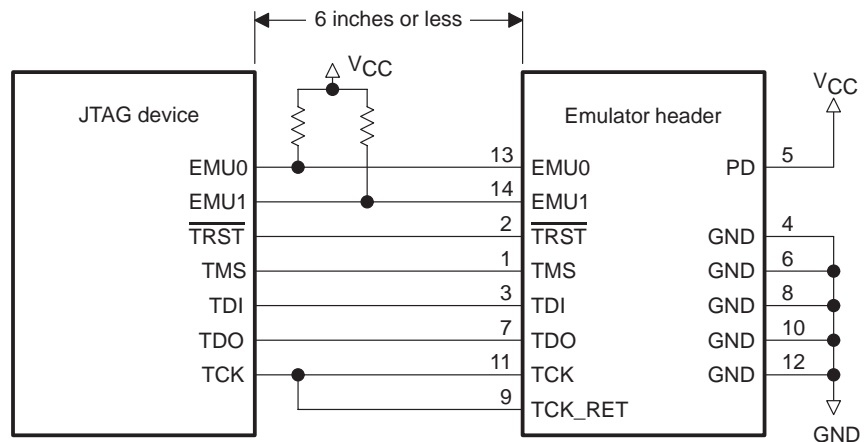 6 inches or less
VCC
VCC
JTAG device
Emulator header
EMU0 13 EMU0 PD 5
EMU1 14 EMU1
TRST 2 TRST GND 4
TMS 1 TMS GND 6
TDI 3 TDI GND 8
TDO 7 TDO GND 10
TCK 11 TCK GND 12
9 TCK_RET
GND